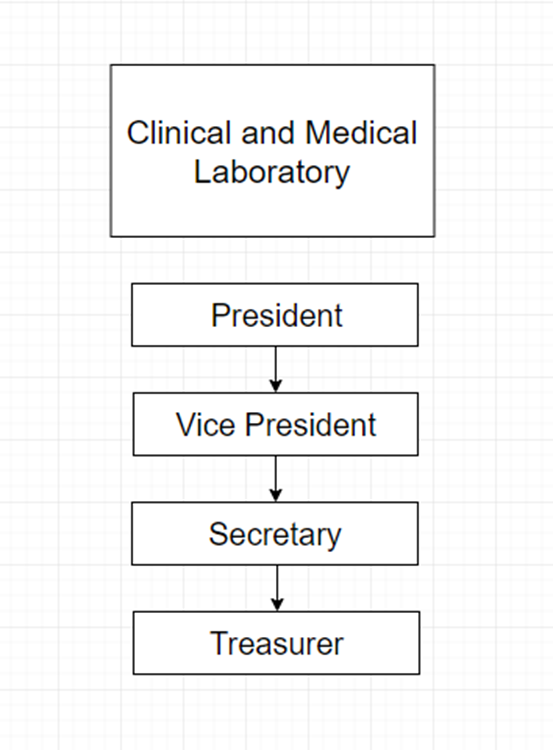 Clinical and Medical
Laboratory
President
Vice President
Secretary
Treasurer